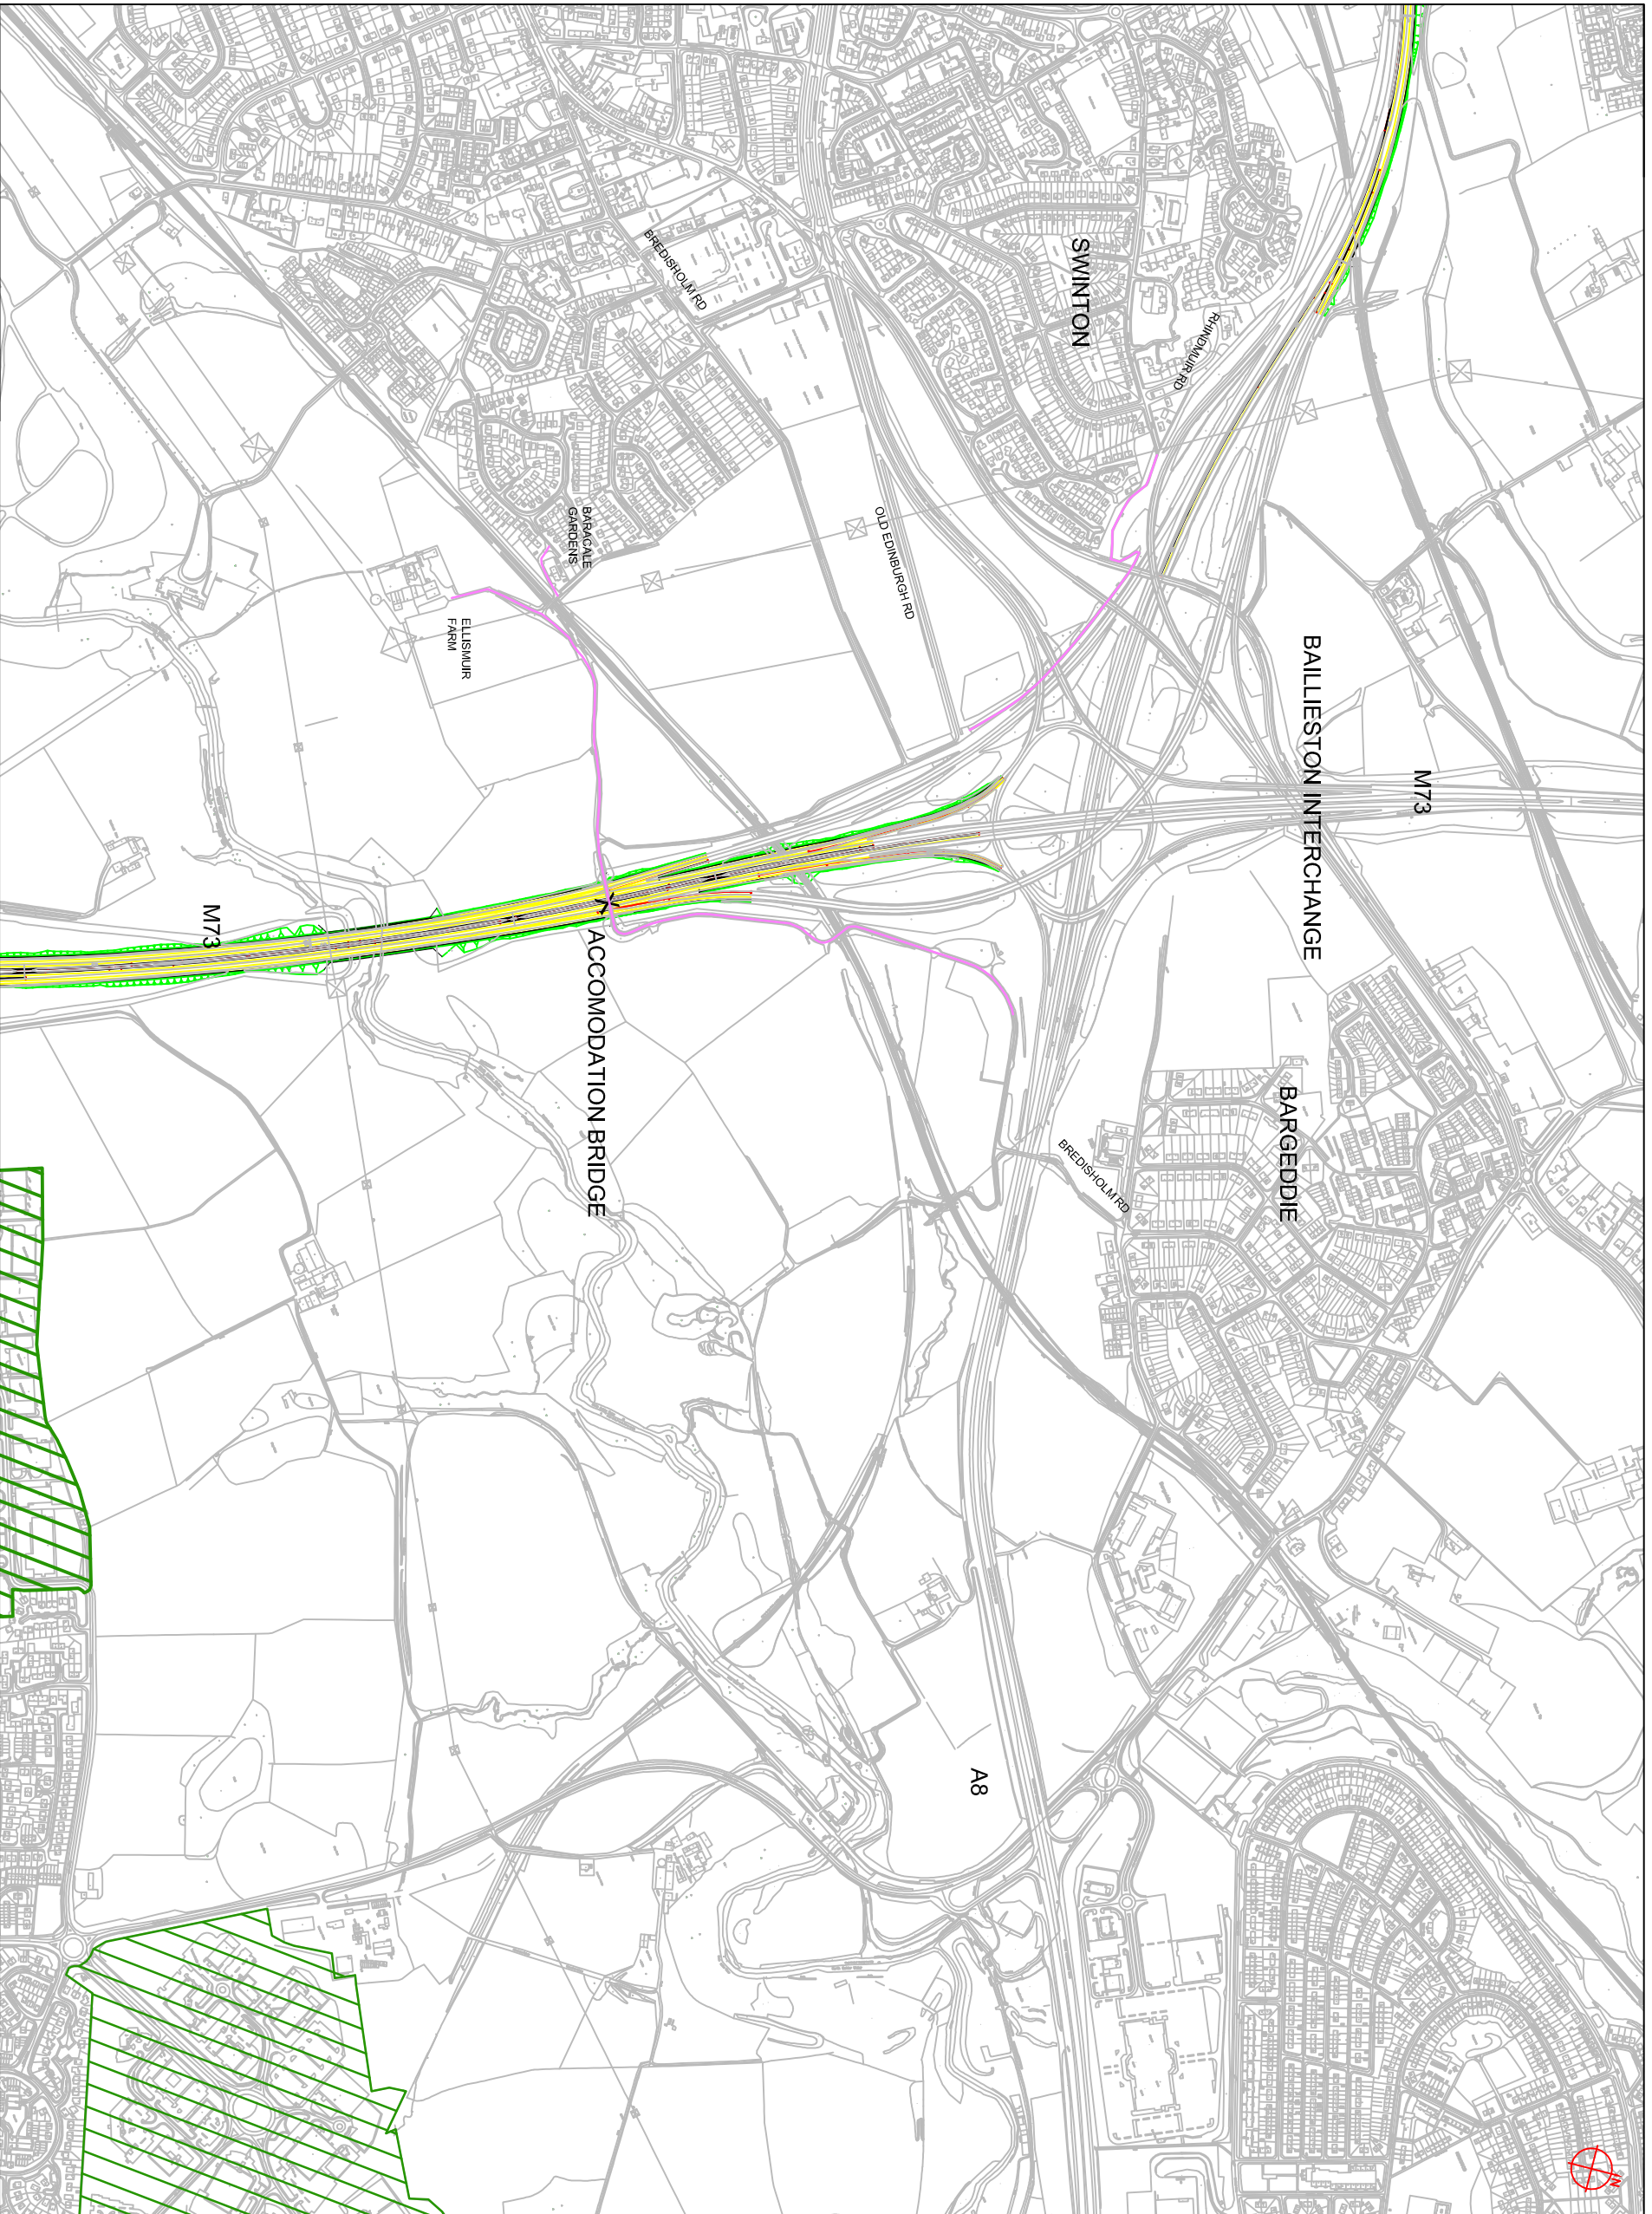 M73
BAILLIESTON INTERCHANGE
BARGEDDIE
RHINDMUIR RD
SWINTON
BREDISHOLM RD
A8
OLD EDINBURGH RD
BREDISHOLM RD
BARACALE
GARDENS
ACCOMODATION BRIDGE
ELLISMUIR
FARM
M73
N